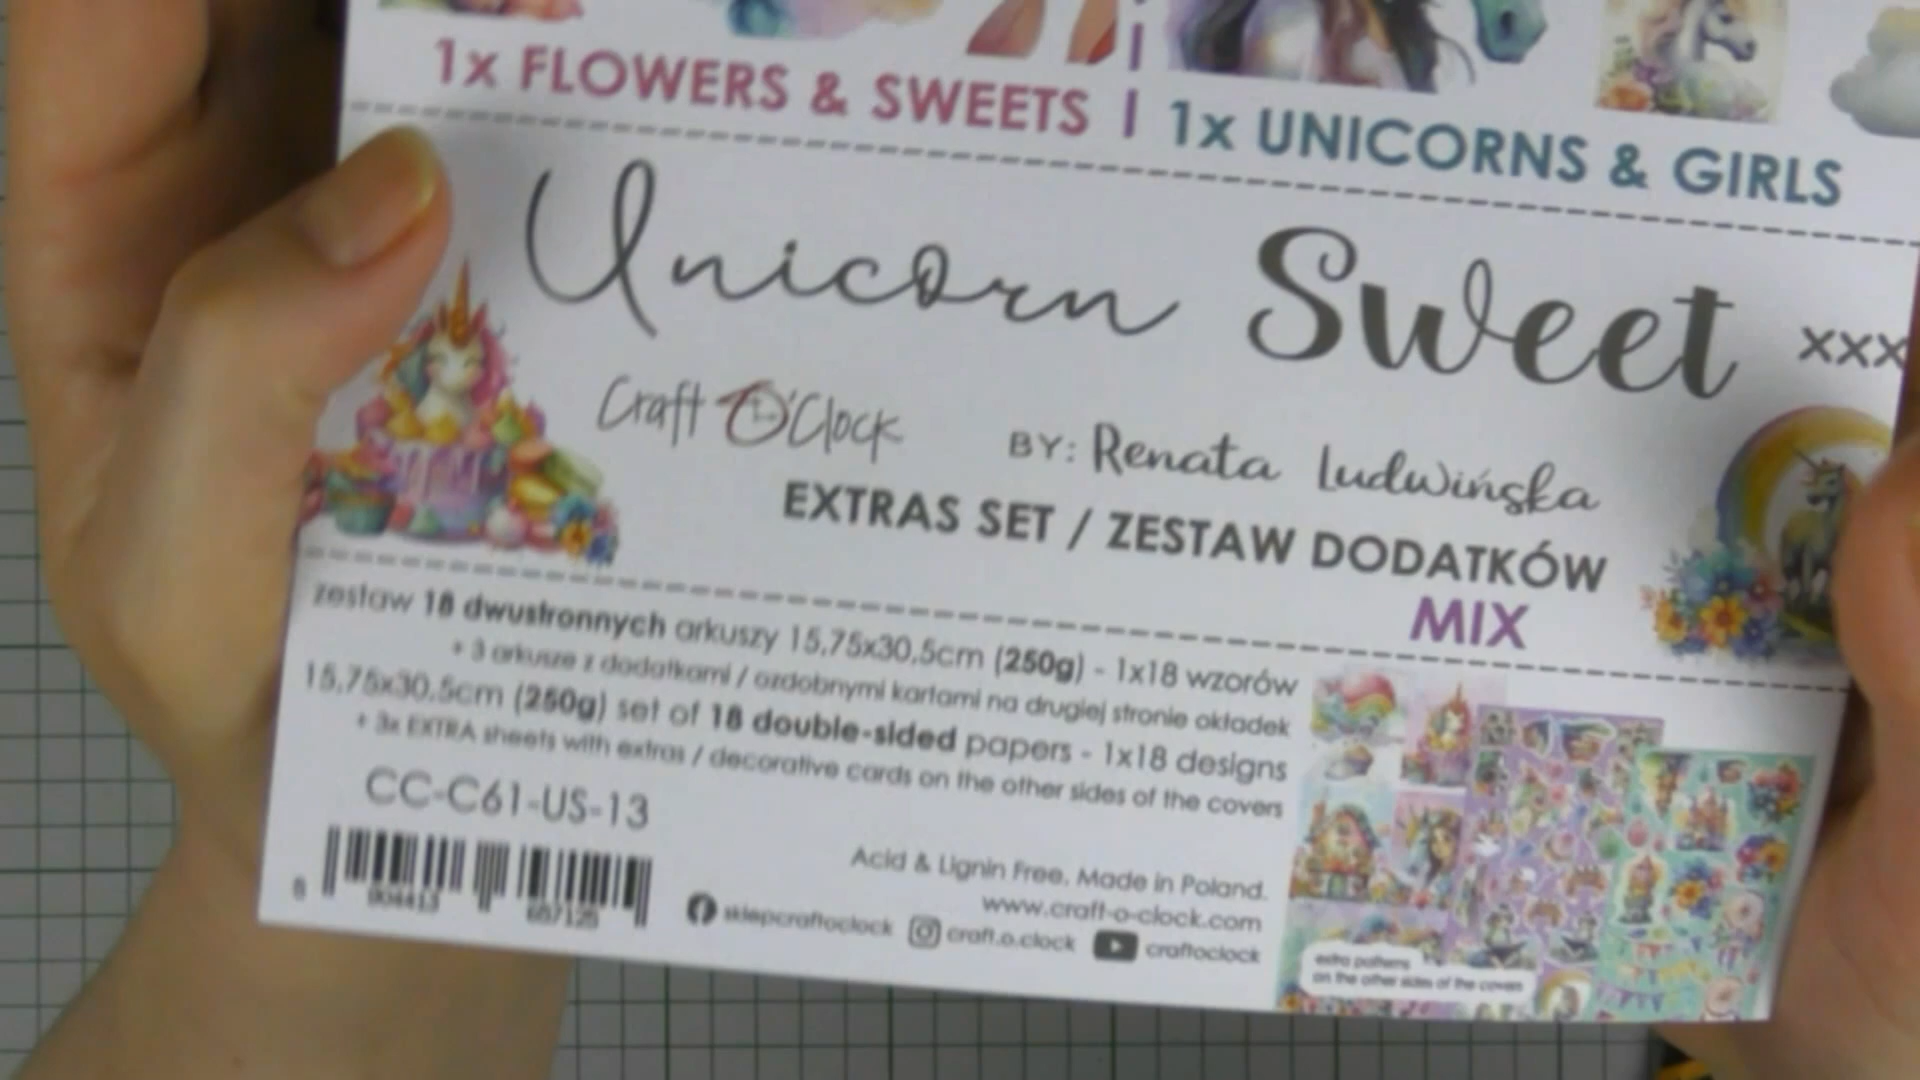 1x FLOWERS & SWEETS | 1x UNICORNS & GIRLS
Unicorn Sweet xxx
Craft O'Clock BY: Renata Ludwińska
EXTRAS SET / ZESTAW DODATKÓW
MIX
zestaw 18 dwustronnych arkuszy 15,75x30,5cm (250g) - 1x18 wzorów
+ 3 arkusze z dodatkami / ozdobnymi kartami na drugiej stronie okładek
15,75x30,5cm (250g) set of 18 double-sided papers - 1x18 designs
+ 3x EXTRA sheets with extras / decorative cards on the other sides of the covers
CC-C61-US-13
Acid & Lignin Free. Made in Poland.
www.craft-o-clock.com
sklepcraftoclock craft.o.clock craftoclock
extra patterns
on the other sides of the covers